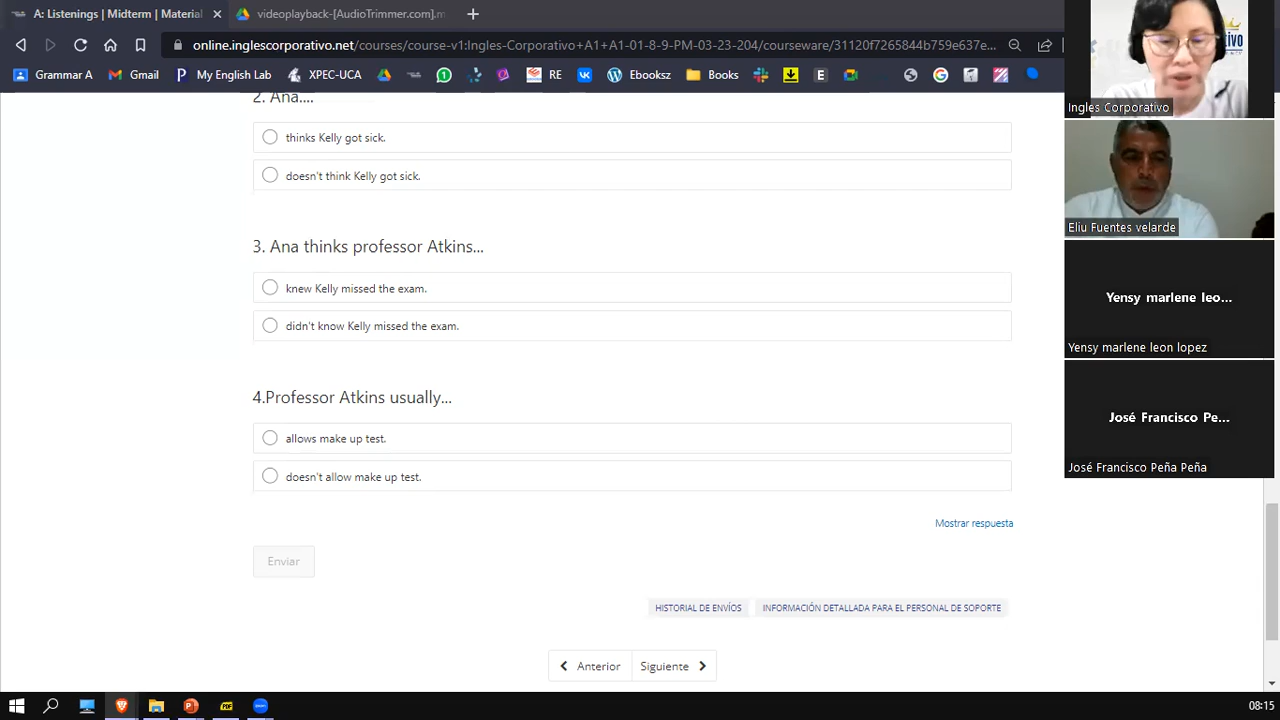 A: Listenings | Midterm | Material
videoplayback-[AudioTrimmer.com].m
online.inglescorporativo.net/courses/course-v1:Ingles-Corporativo+A1+A1-01-8-9-PM-03-23-204/courseware/31120f7265844b759e637e...
Grammar A
Gmail
My English Lab
XPEC-UCA
RE
Ebooksz
Books
Ingles Corporativo
2. Ana....
thinks Kelly got sick.
doesn't think Kelly got sick.
Eliu Fuentes velarde
3. Ana thinks professor Atkins...
knew Kelly missed the exam.
didn't know Kelly missed the exam.
Yensy marlene leo...
Yensy marlene leon lopez
4.Professor Atkins usually...
allows make up test.
doesn't allow make up test.
José Francisco Pe...
José Francisco Peña Peña
Mostrar respuesta
Enviar
HISTORIAL DE ENVÍOS
INFORMACIÓN DETALLADA PARA EL PERSONAL DE SOPORTE
Anterior
Siguiente
08:15